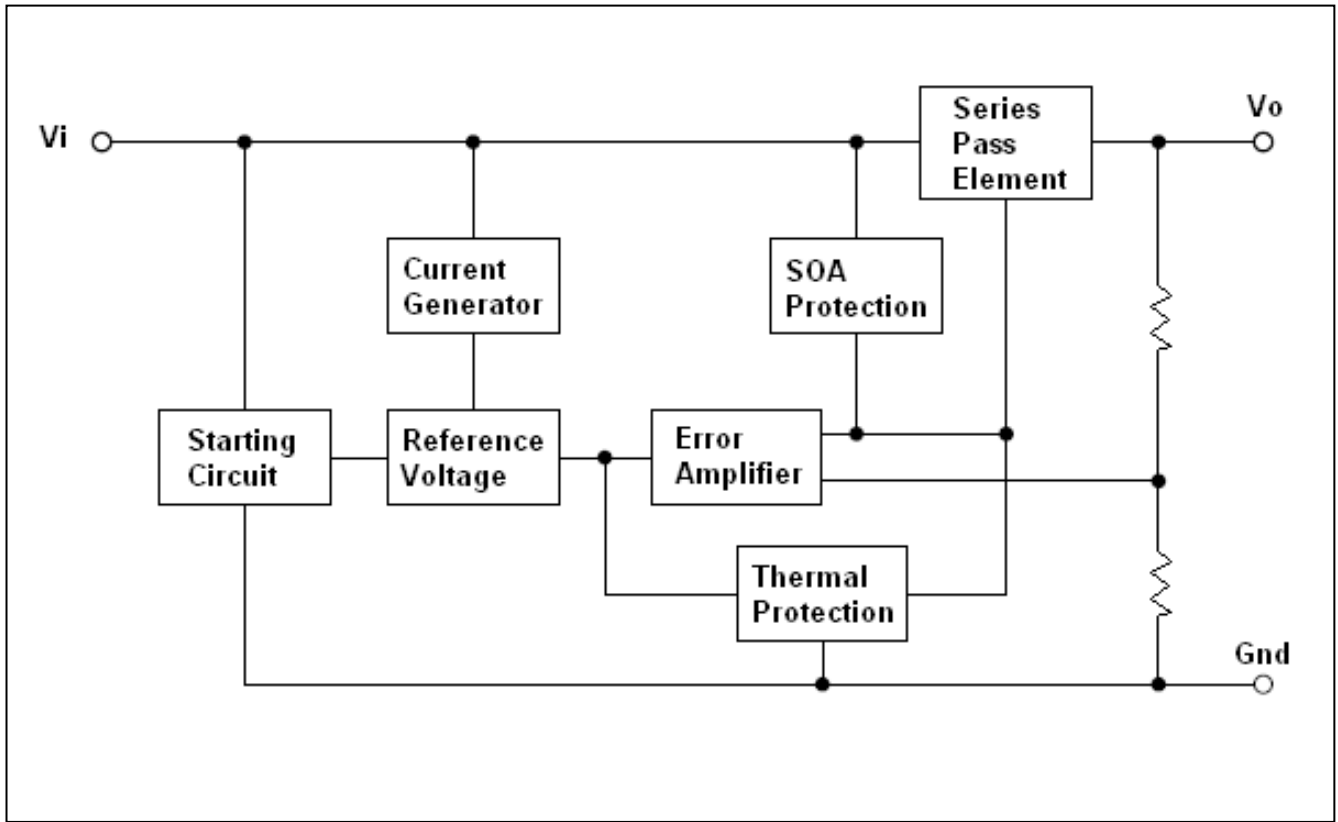 Vi
Series
Pass
Element
Vo
Current
Generator
SOA
Protection
Starting
Circuit
Reference
Voltage
Error
Amplifier
Thermal
Protection
Gnd